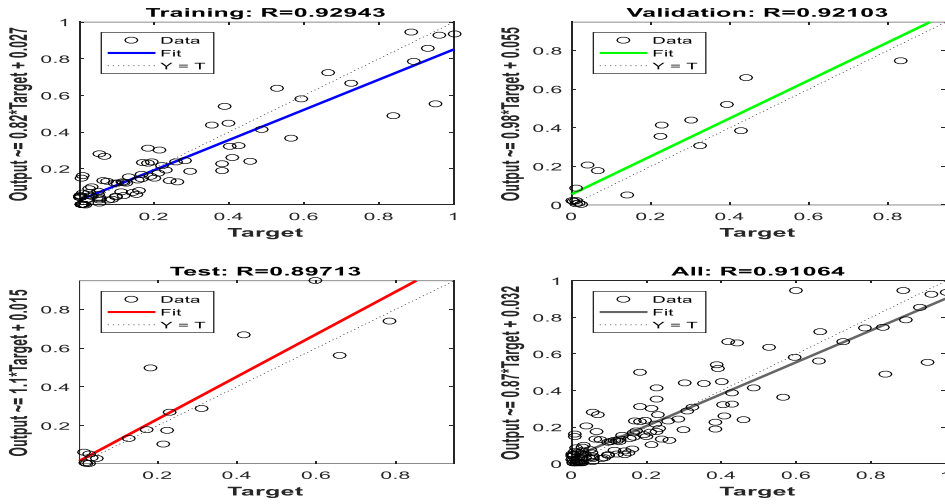 Training: R=0.92943
Output ~= 0.82*Target + 0.027
1
0.8
0.6
0.4
0.2
Data
Fit
Y = T
0.2 0.4 0.6 0.8 1
Target
Validation: R=0.92103
Output ~= 0.98*Target + 0.055
0.8
0.6
0.4
0.2
0
Data
Fit
Y = T
0 0.2 0.4 0.6 0.8
Target
Test: R=0.89713
Output ~= 1.1*Target + 0.015
0.8
0.6
0.4
0.2
Data
Fit
Y = T
0.2 0.4 0.6 0.8
Target
All: R=0.91064
Output ~= 0.87*Target + 0.032
1
0.8
0.6
0.4
0.2
0
Data
Fit
Y = T
0 0.2 0.4 0.6 0.8 1
Target